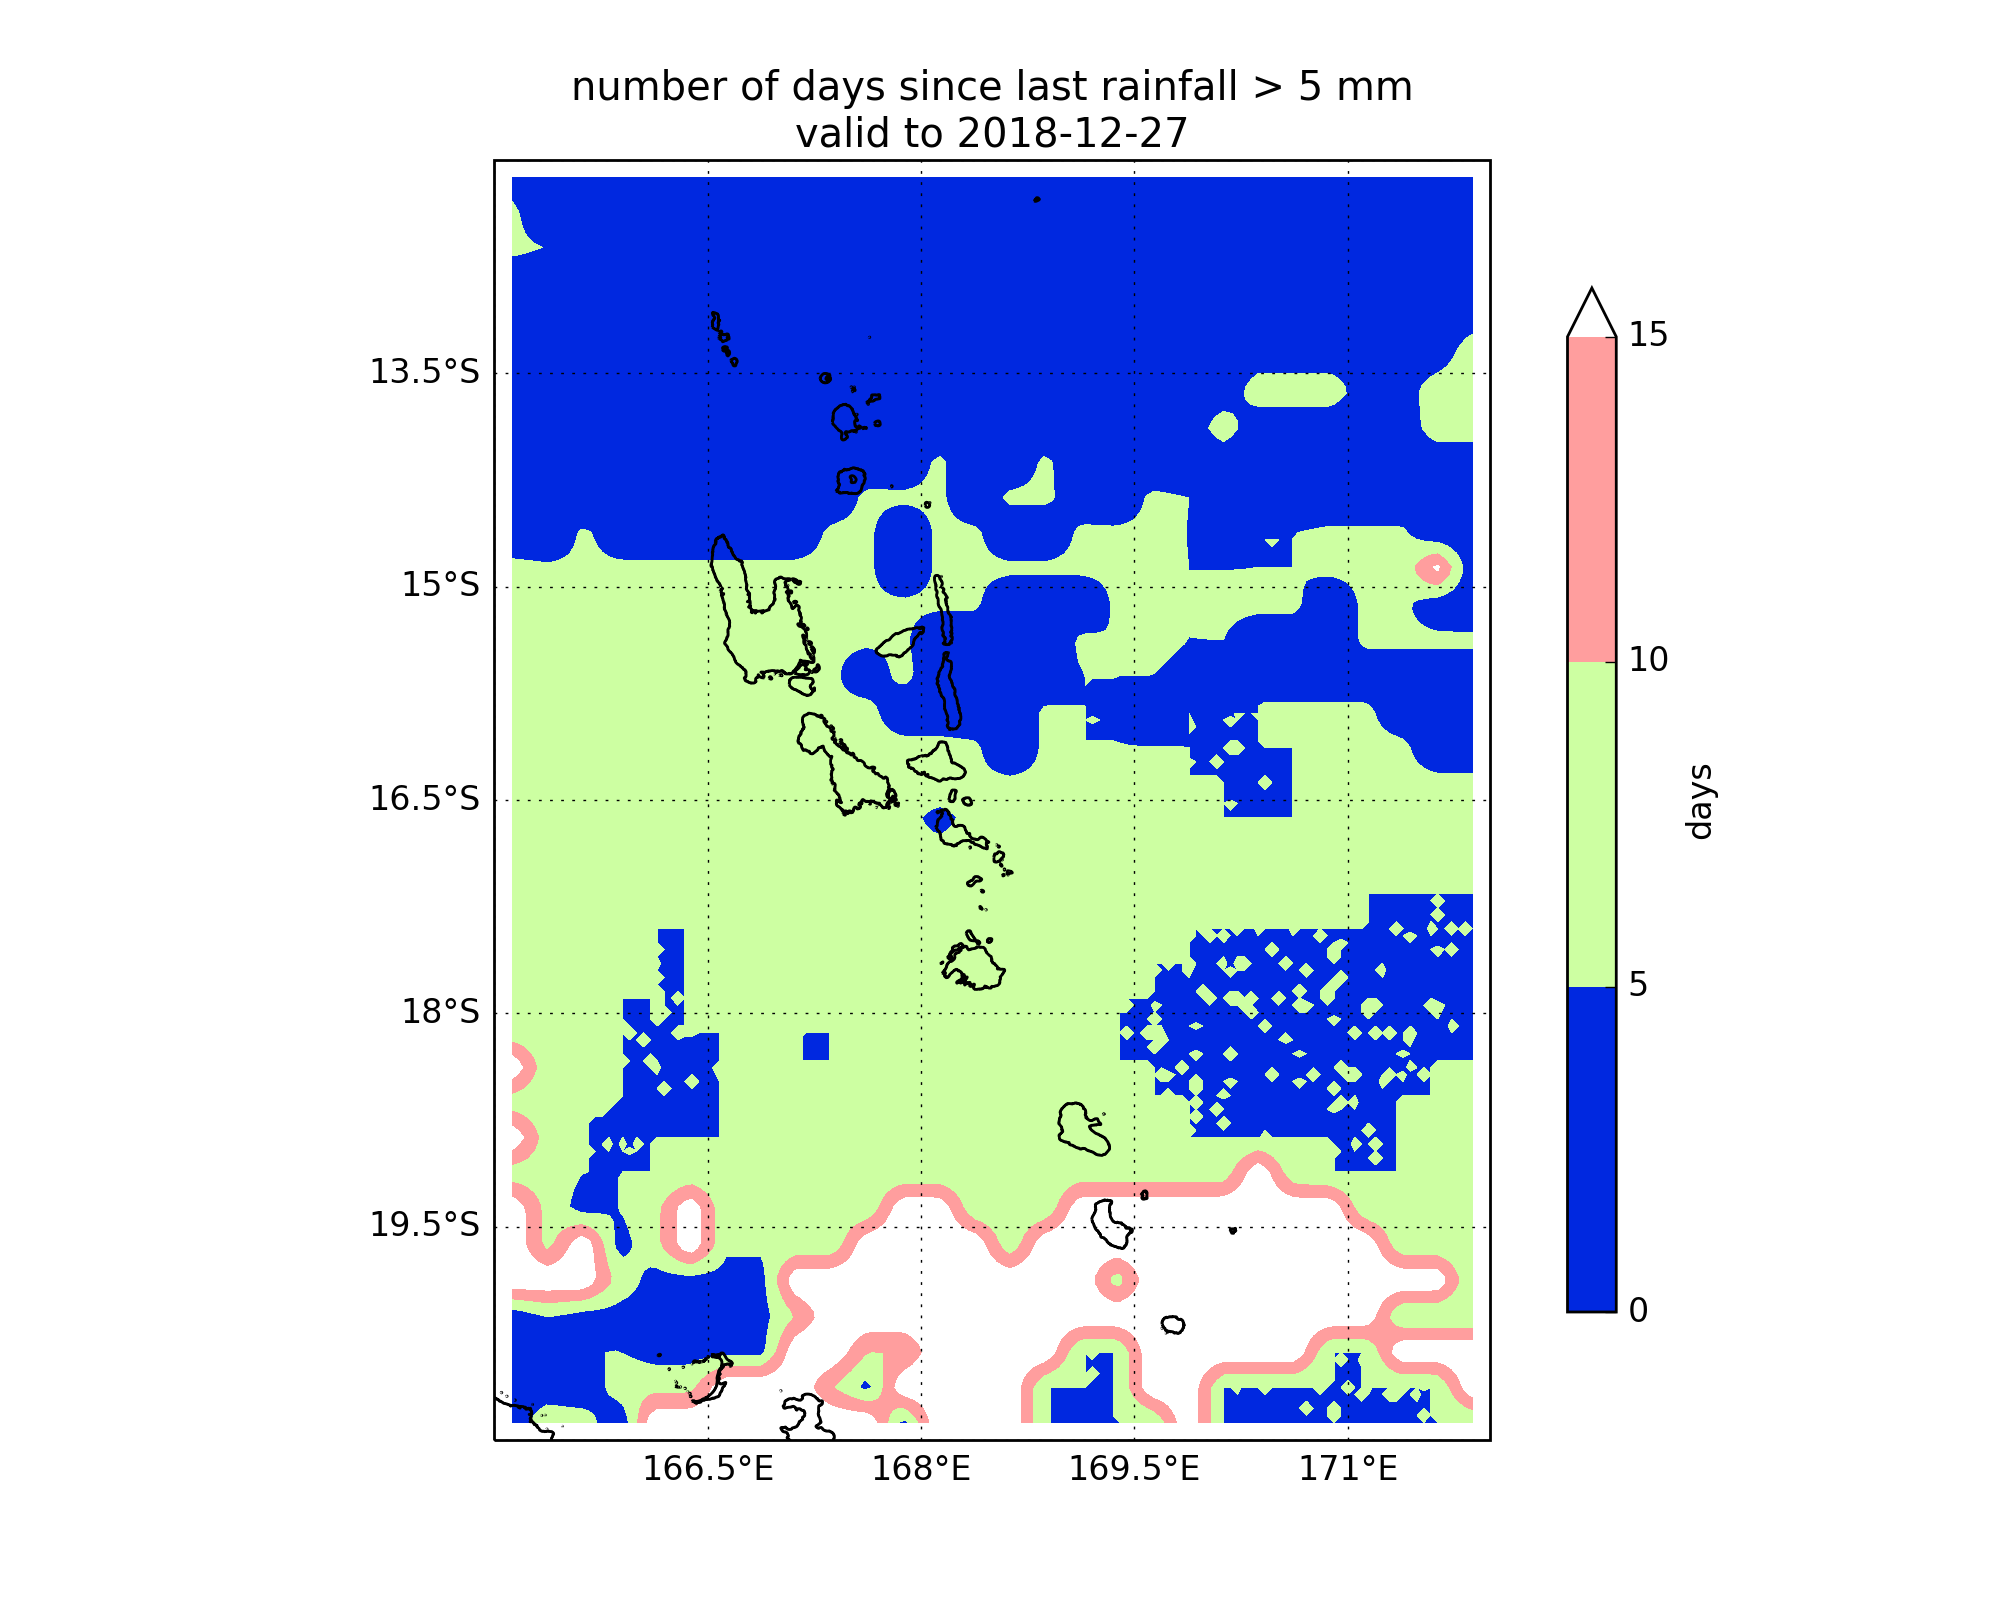 number of days since last rainfall > 5 mm
valid to 2018-12-27
13.5°S
15°S
16.5°S
18°S
19.5°S
166.5°E
168°E
169.5°E
171°E
15
10
5
0
days